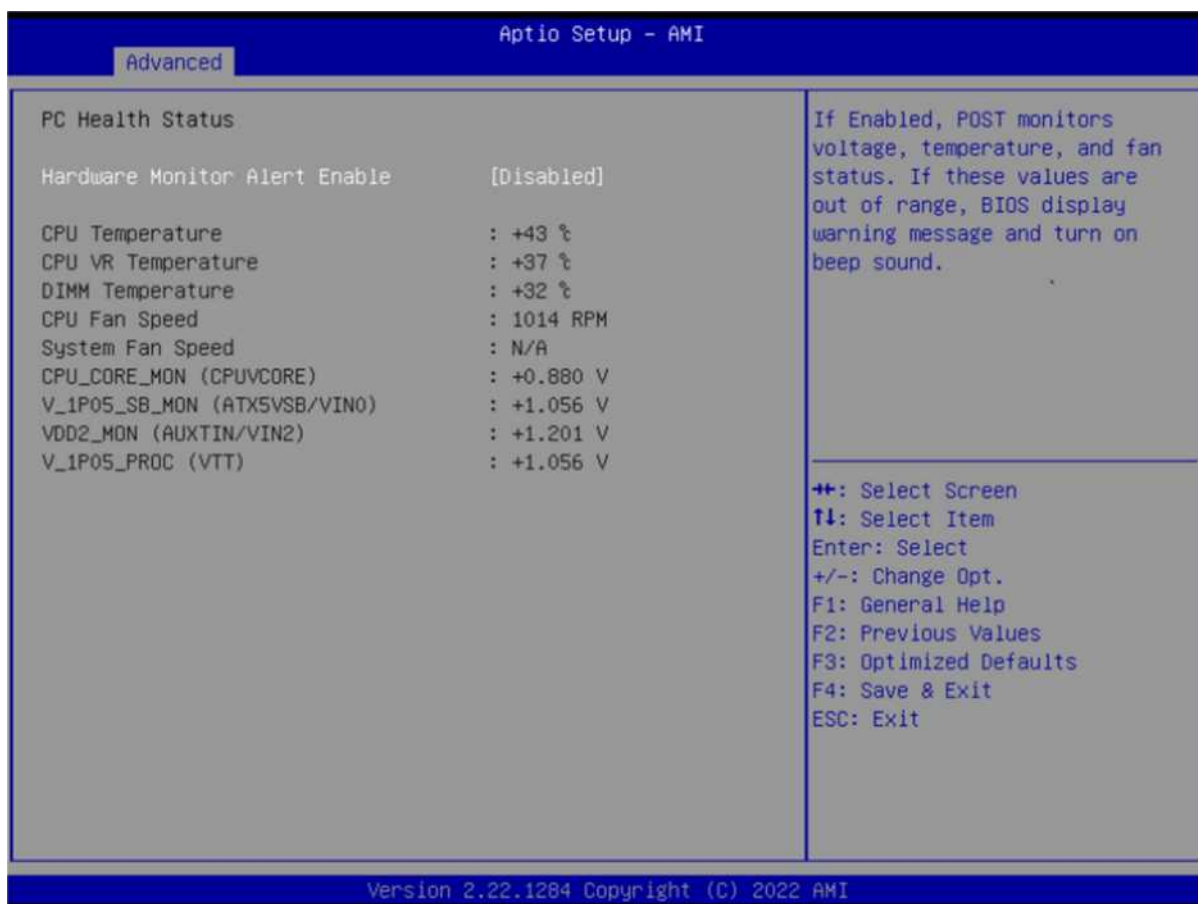 Aptio Setup – AMI
Advanced
PC Health Status
Hardware Monitor Alert Enable [Disabled]
CPU Temperature : +43 ℃
CPU VR Temperature : +37 ℃
DIMM Temperature : +32 ℃
CPU Fan Speed : 1014 RPM
System Fan Speed : N/A
CPU_CORE_MON (CPUVCORE) : +0.880 V
V_1P05_SB_MON (ATX5VSB/VIN0) : +1.056 V
VDD2_MON (AUXTIN/VIN2) : +1.201 V
V_1P05_PROC (VTT) : +1.056 V
If Enabled, POST monitors
voltage, temperature, and fan
status. If these values are
out of range, BIOS display
warning message and turn on
beep sound.
→←: Select Screen
↑↓: Select Item
Enter: Select
+/-: Change Opt.
F1: General Help
F2: Previous Values
F3: Optimized Defaults
F4: Save & Exit
ESC: Exit
Version 2.22.1284 Copyright (C) 2022 AMI